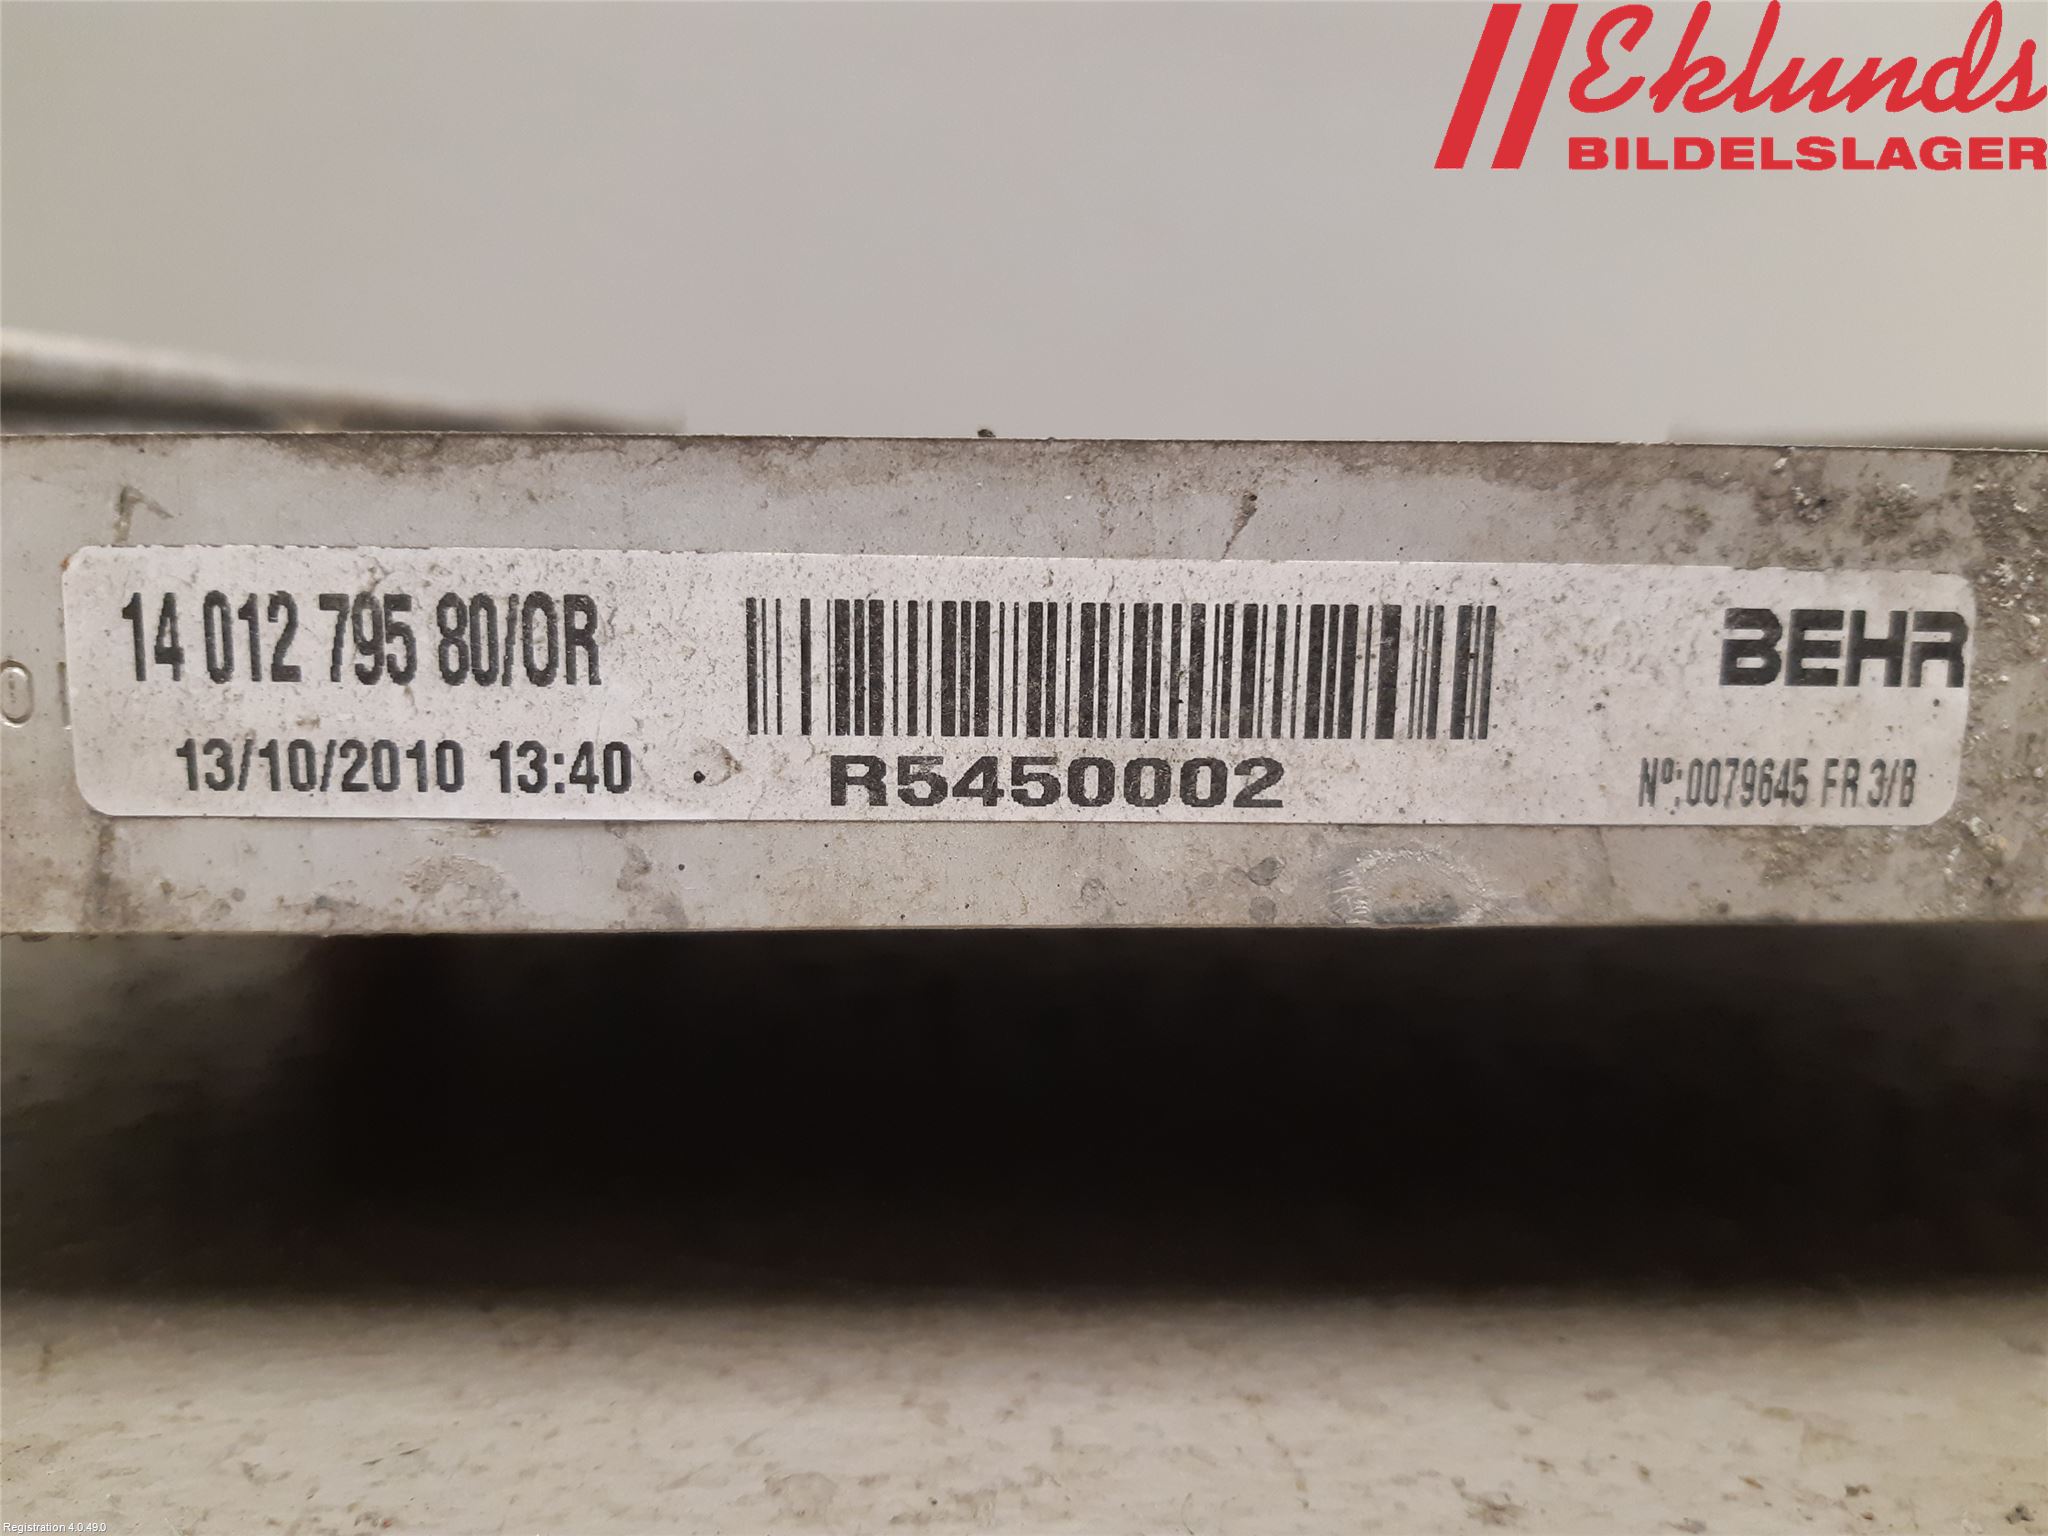 Eklunds
BILDELSLAGER
14 012 795 80/OR
BEHR
13/10/2010 13:40
R5450002
Nº:0079645 FR 3/B
Registration 4.0.49.0